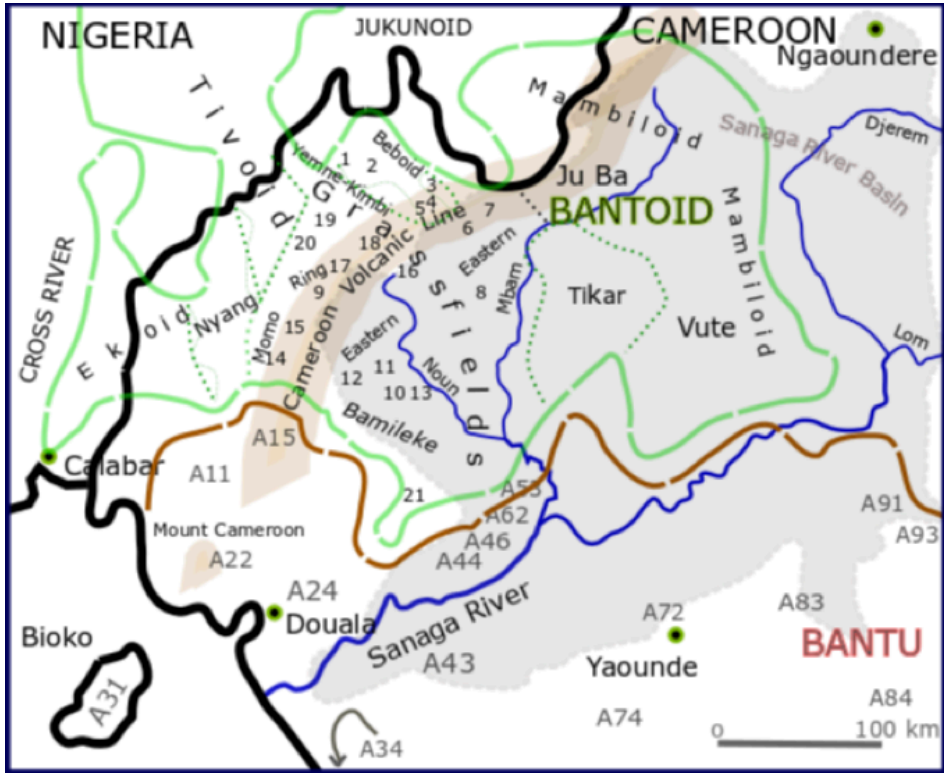 NIGERIA
JUKUNOID
CAMEROON
Ngaoundere
Tivoid
Mambiloid
Djerem
Sanaga River Basin
Yemne-Kimbi
Beboid
1
2
3
4
5
6
7
Ju Ba
BANTOID
Grassfields
19
20
18
17
Ring
9
16
Cameroon Volcanic Line
Eastern
8
Mbam
Tikar
Vute
Mambiloid
Lom
CROSS RIVER
Ekoid
Nyang
Momo
15
14
Eastern
12
11
10
13
Noun
Bamileke
A15
Calabar
A11
21
A53
A62
A46
A44
A91
A93
Mount Cameroon
A22
A24
Douala
Sanaga River
A43
A72
Yaounde
A83
BANTU
Bioko
A31
A34
A74
A84
0
100 km